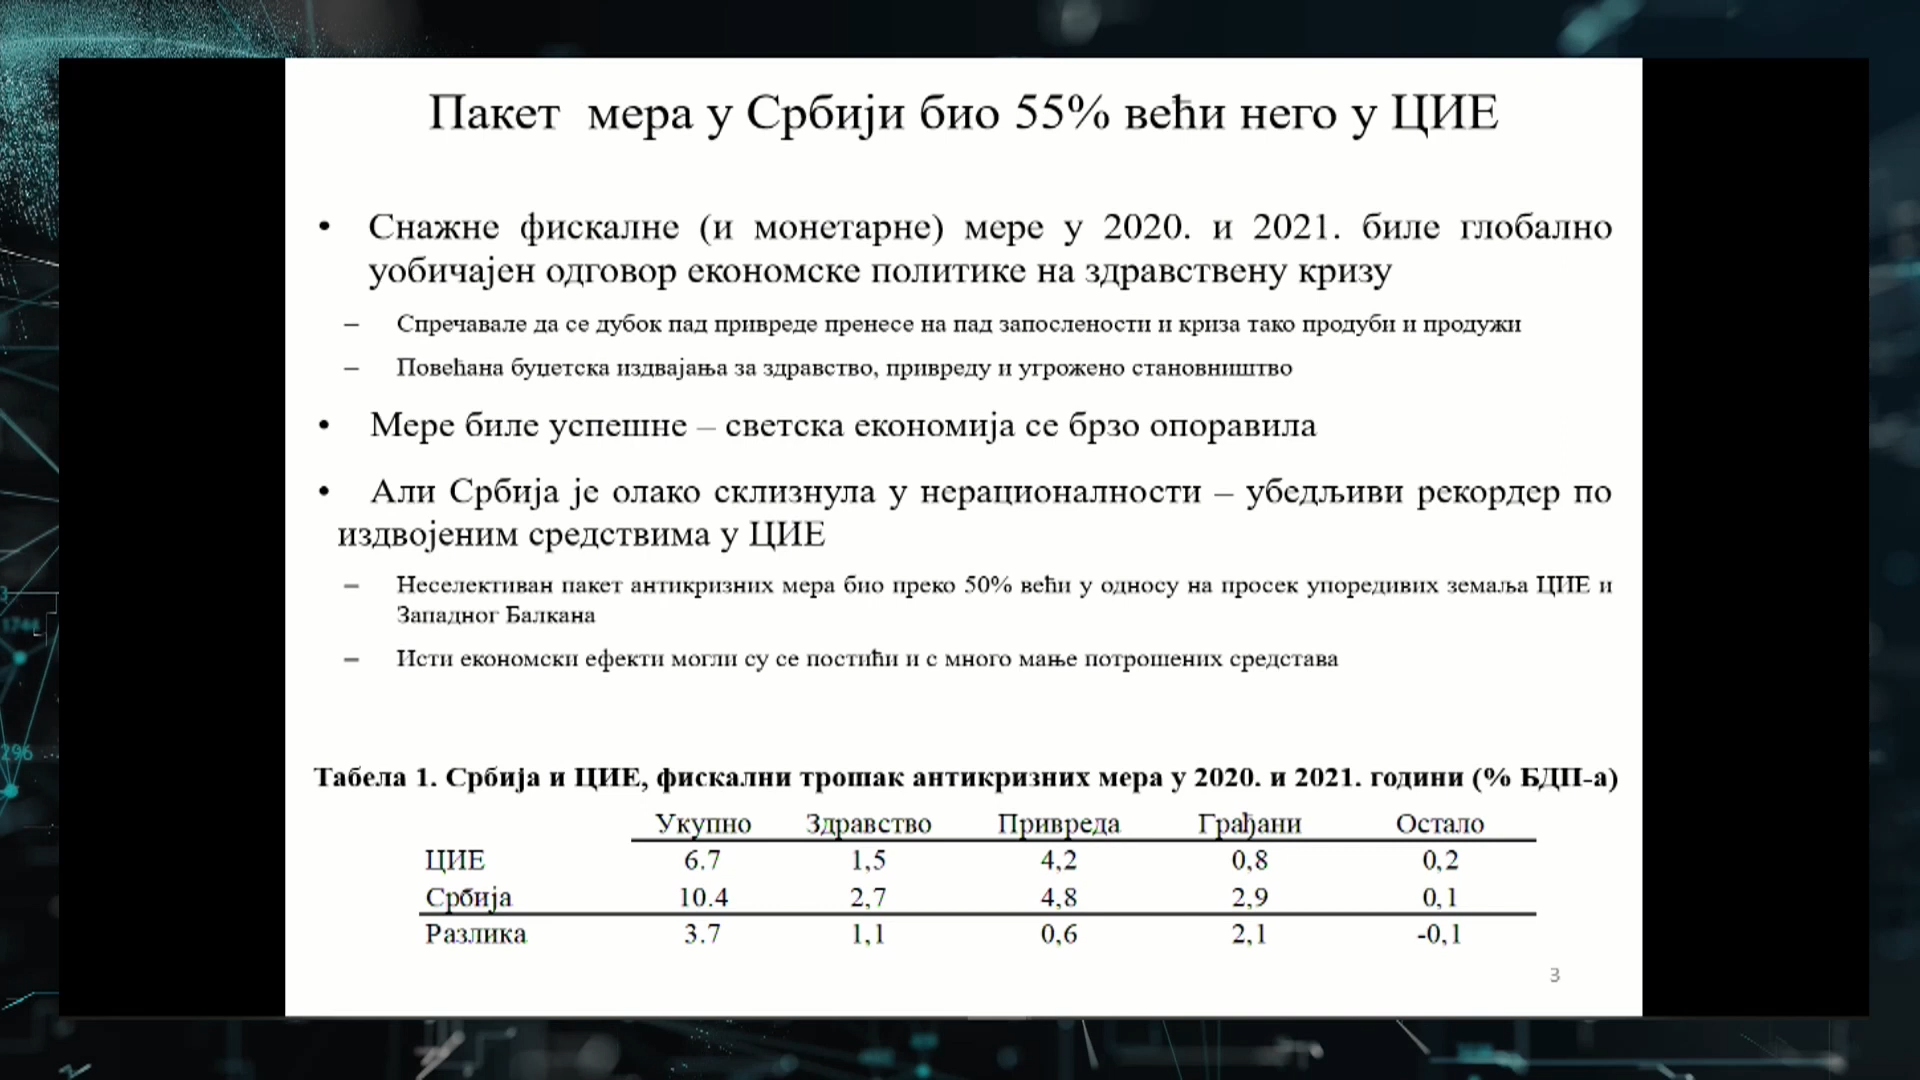 Пакет мера у Србији био 55% већи него у ЦИЕ
• Снажне фискалне (и монетарне) мере у 2020. и 2021. биле глобално
уобичајен одговор економске политике на здравствену кризу
– Спречавале да се дубок пад привреде пренесе на пад запослености и криза тако продуби и продужи
– Повећана буџетска издвајања за здравство, привреду и угрожено становништво
• Мере биле успешне – светска економија се брзо опоравила
• Али Србија је олако склизнула у нерационалности – убедљиви рекордер по
издвојеним средствима у ЦИЕ
– Неселективан пакет антикризних мера био преко 50% већи у односу на просек упоредивих земаља ЦИЕ и
Западног Балкана
– Исти економски ефекти могли су се постићи и с много мање потрошених средстава
Табела 1. Србија и ЦИЕ, фискални трошак антикризних мера у 2020. и 2021. години (% БДП-а)
Укупно Здравство Привреда Грађани Остало
ЦИЕ 6.7 1,5 4,2 0,8 0,2
Србија 10.4 2,7 4,8 2,9 0,1
Разлика 3.7 1,1 0,6 2,1 -0,1
3
296